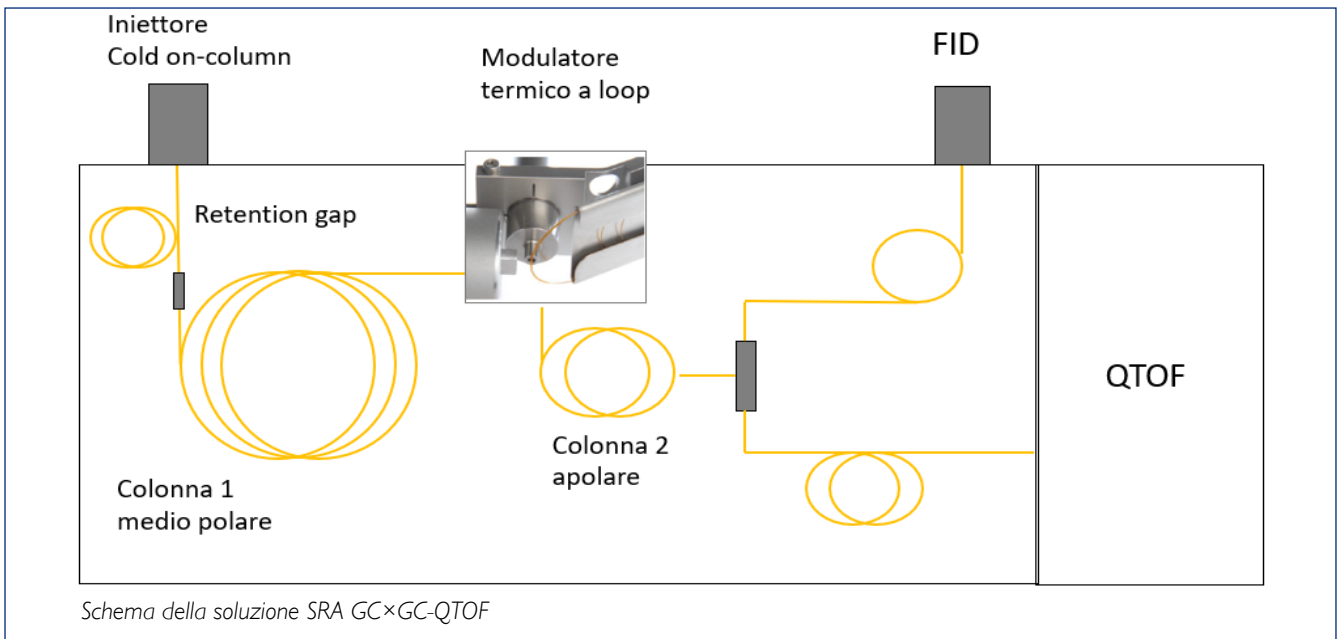 Iniettore
Cold on-column
Modulatore
termico a loop
FID
Retention gap
QTOF
Colonna 2
apolare
Colonna 1
medio polare
Schema della soluzione SRA GC×GC-QTOF